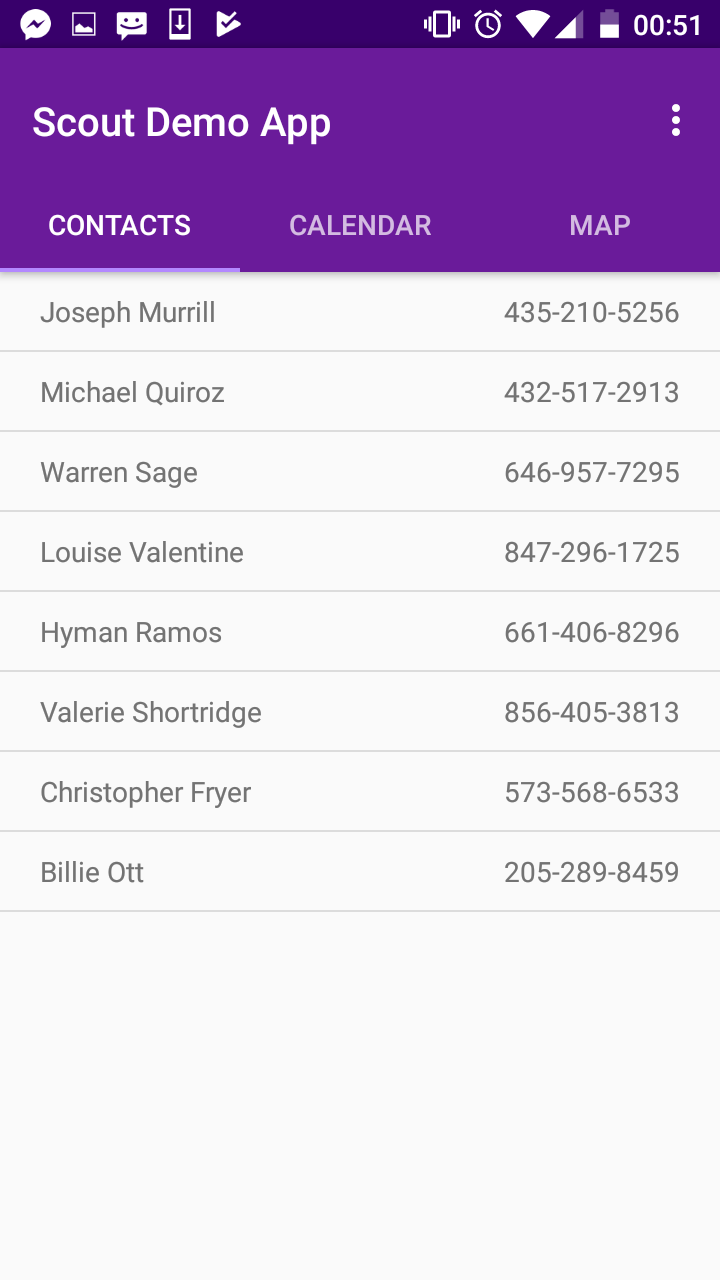 00:51
Scout Demo App
CONTACTS CALENDAR MAP
Joseph Murrill 435-210-5256
Michael Quiroz 432-517-2913
Warren Sage 646-957-7295
Louise Valentine 847-296-1725
Hyman Ramos 661-406-8296
Valerie Shortridge 856-405-3813
Christopher Fryer 573-568-6533
Billie Ott 205-289-8459